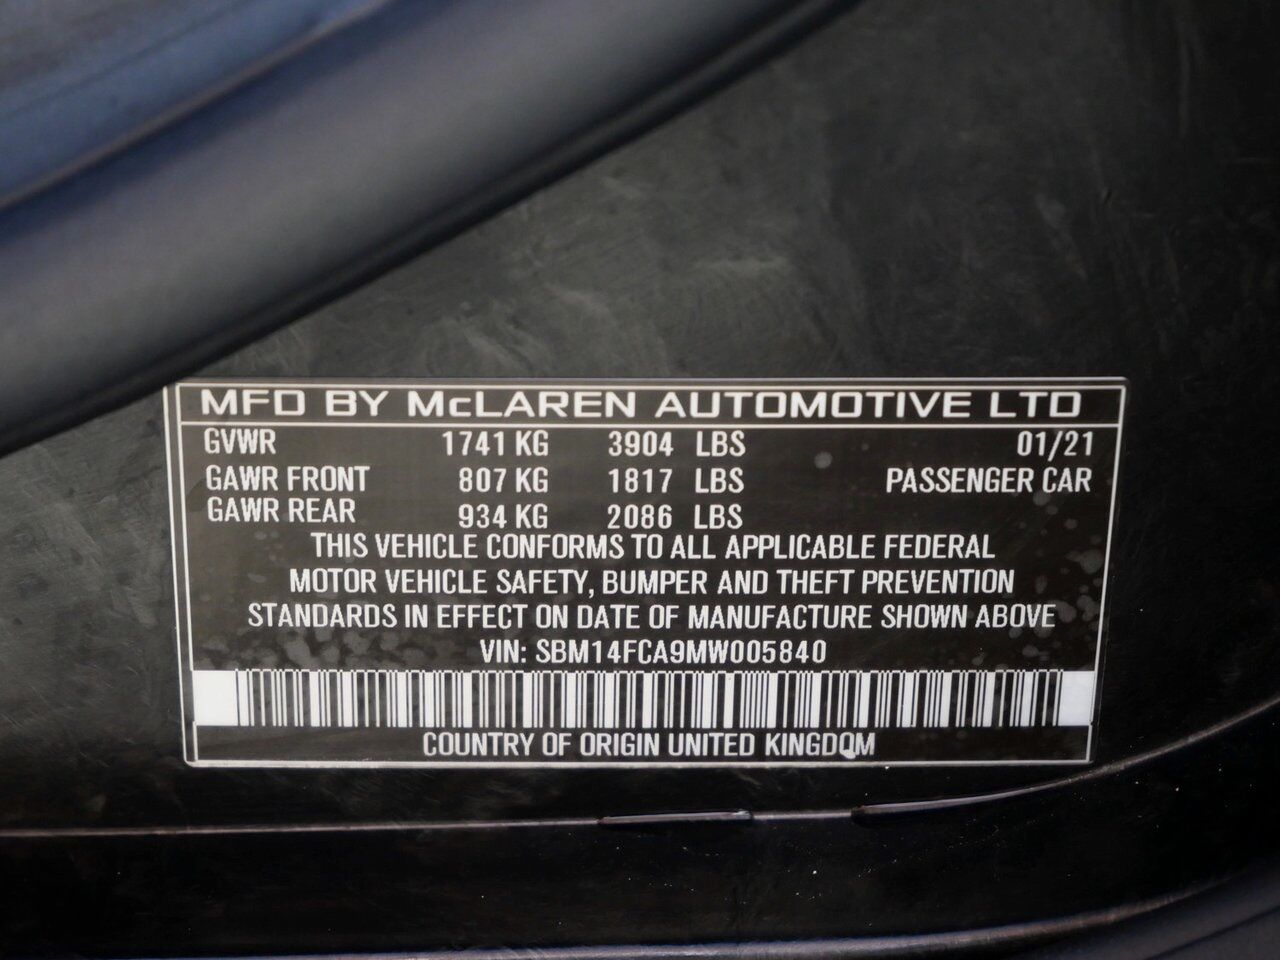 MFD BY McLAREN AUTOMOTIVE LTD
GVWR 1741 KG 3904 LBS 01/21
GAWR FRONT 807 KG 1817 LBS PASSENGER CAR
GAWR REAR 934 KG 2086 LBS
THIS VEHICLE CONFORMS TO ALL APPLICABLE FEDERAL
MOTOR VEHICLE SAFETY, BUMPER AND THEFT PREVENTION
STANDARDS IN EFFECT ON DATE OF MANUFACTURE SHOWN ABOVE
VIN: SBM14FCA9MW005840
COUNTRY OF ORIGIN UNITED KINGDOM